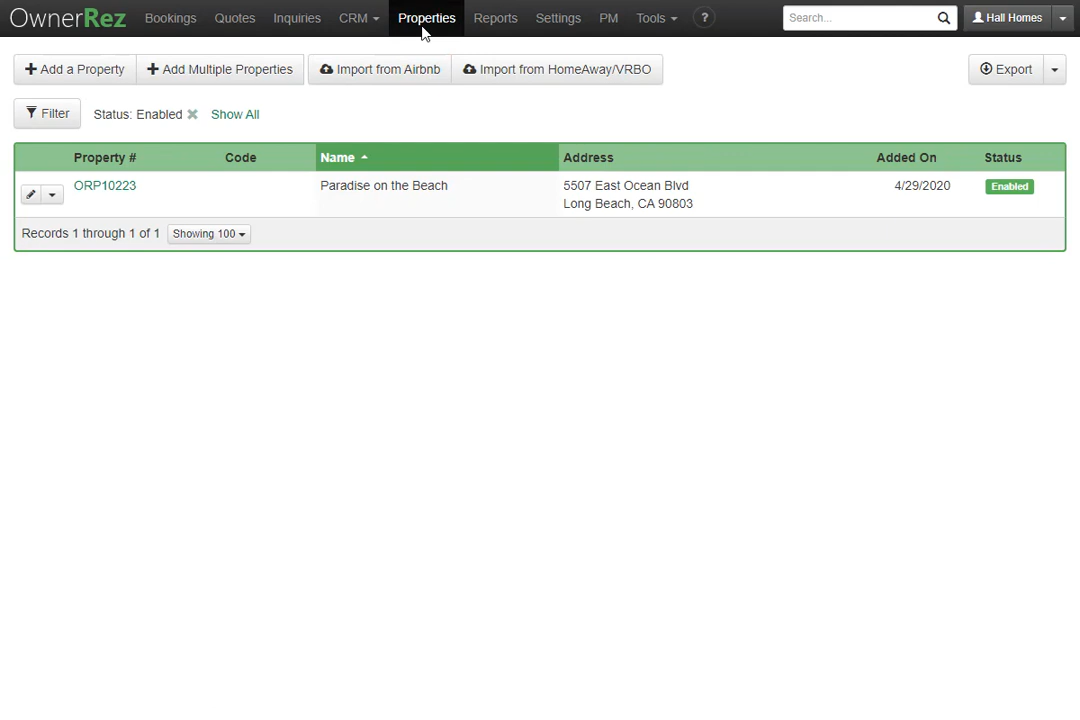 OwnerRez Bookings Quotes Inquiries CRM Properties Reports Settings PM Tools ? Search... Hall Homes
Add a Property Add Multiple Properties Import from Airbnb Import from HomeAway/VRBO Export
Filter Status: Enabled Show All
Property # Code Name Address Added On Status
ORP10223 Paradise on the Beach 5507 East Ocean Blvd 4/29/2020 Enabled
Long Beach, CA 90803
Records 1 through 1 of 1 Showing 100